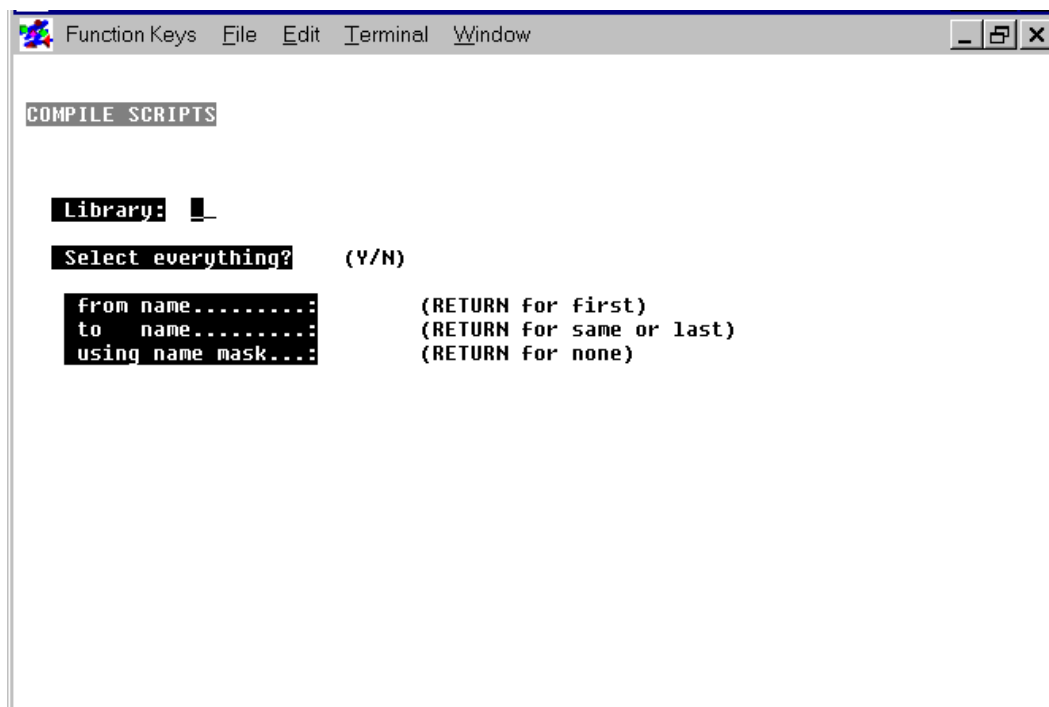 Function Keys File Edit Terminal Window
COMPILE SCRIPTS
Library: _
Select everything? (Y/N)
from name.........: (RETURN for first)
to name.........: (RETURN for same or last)
using name mask...: (RETURN for none)